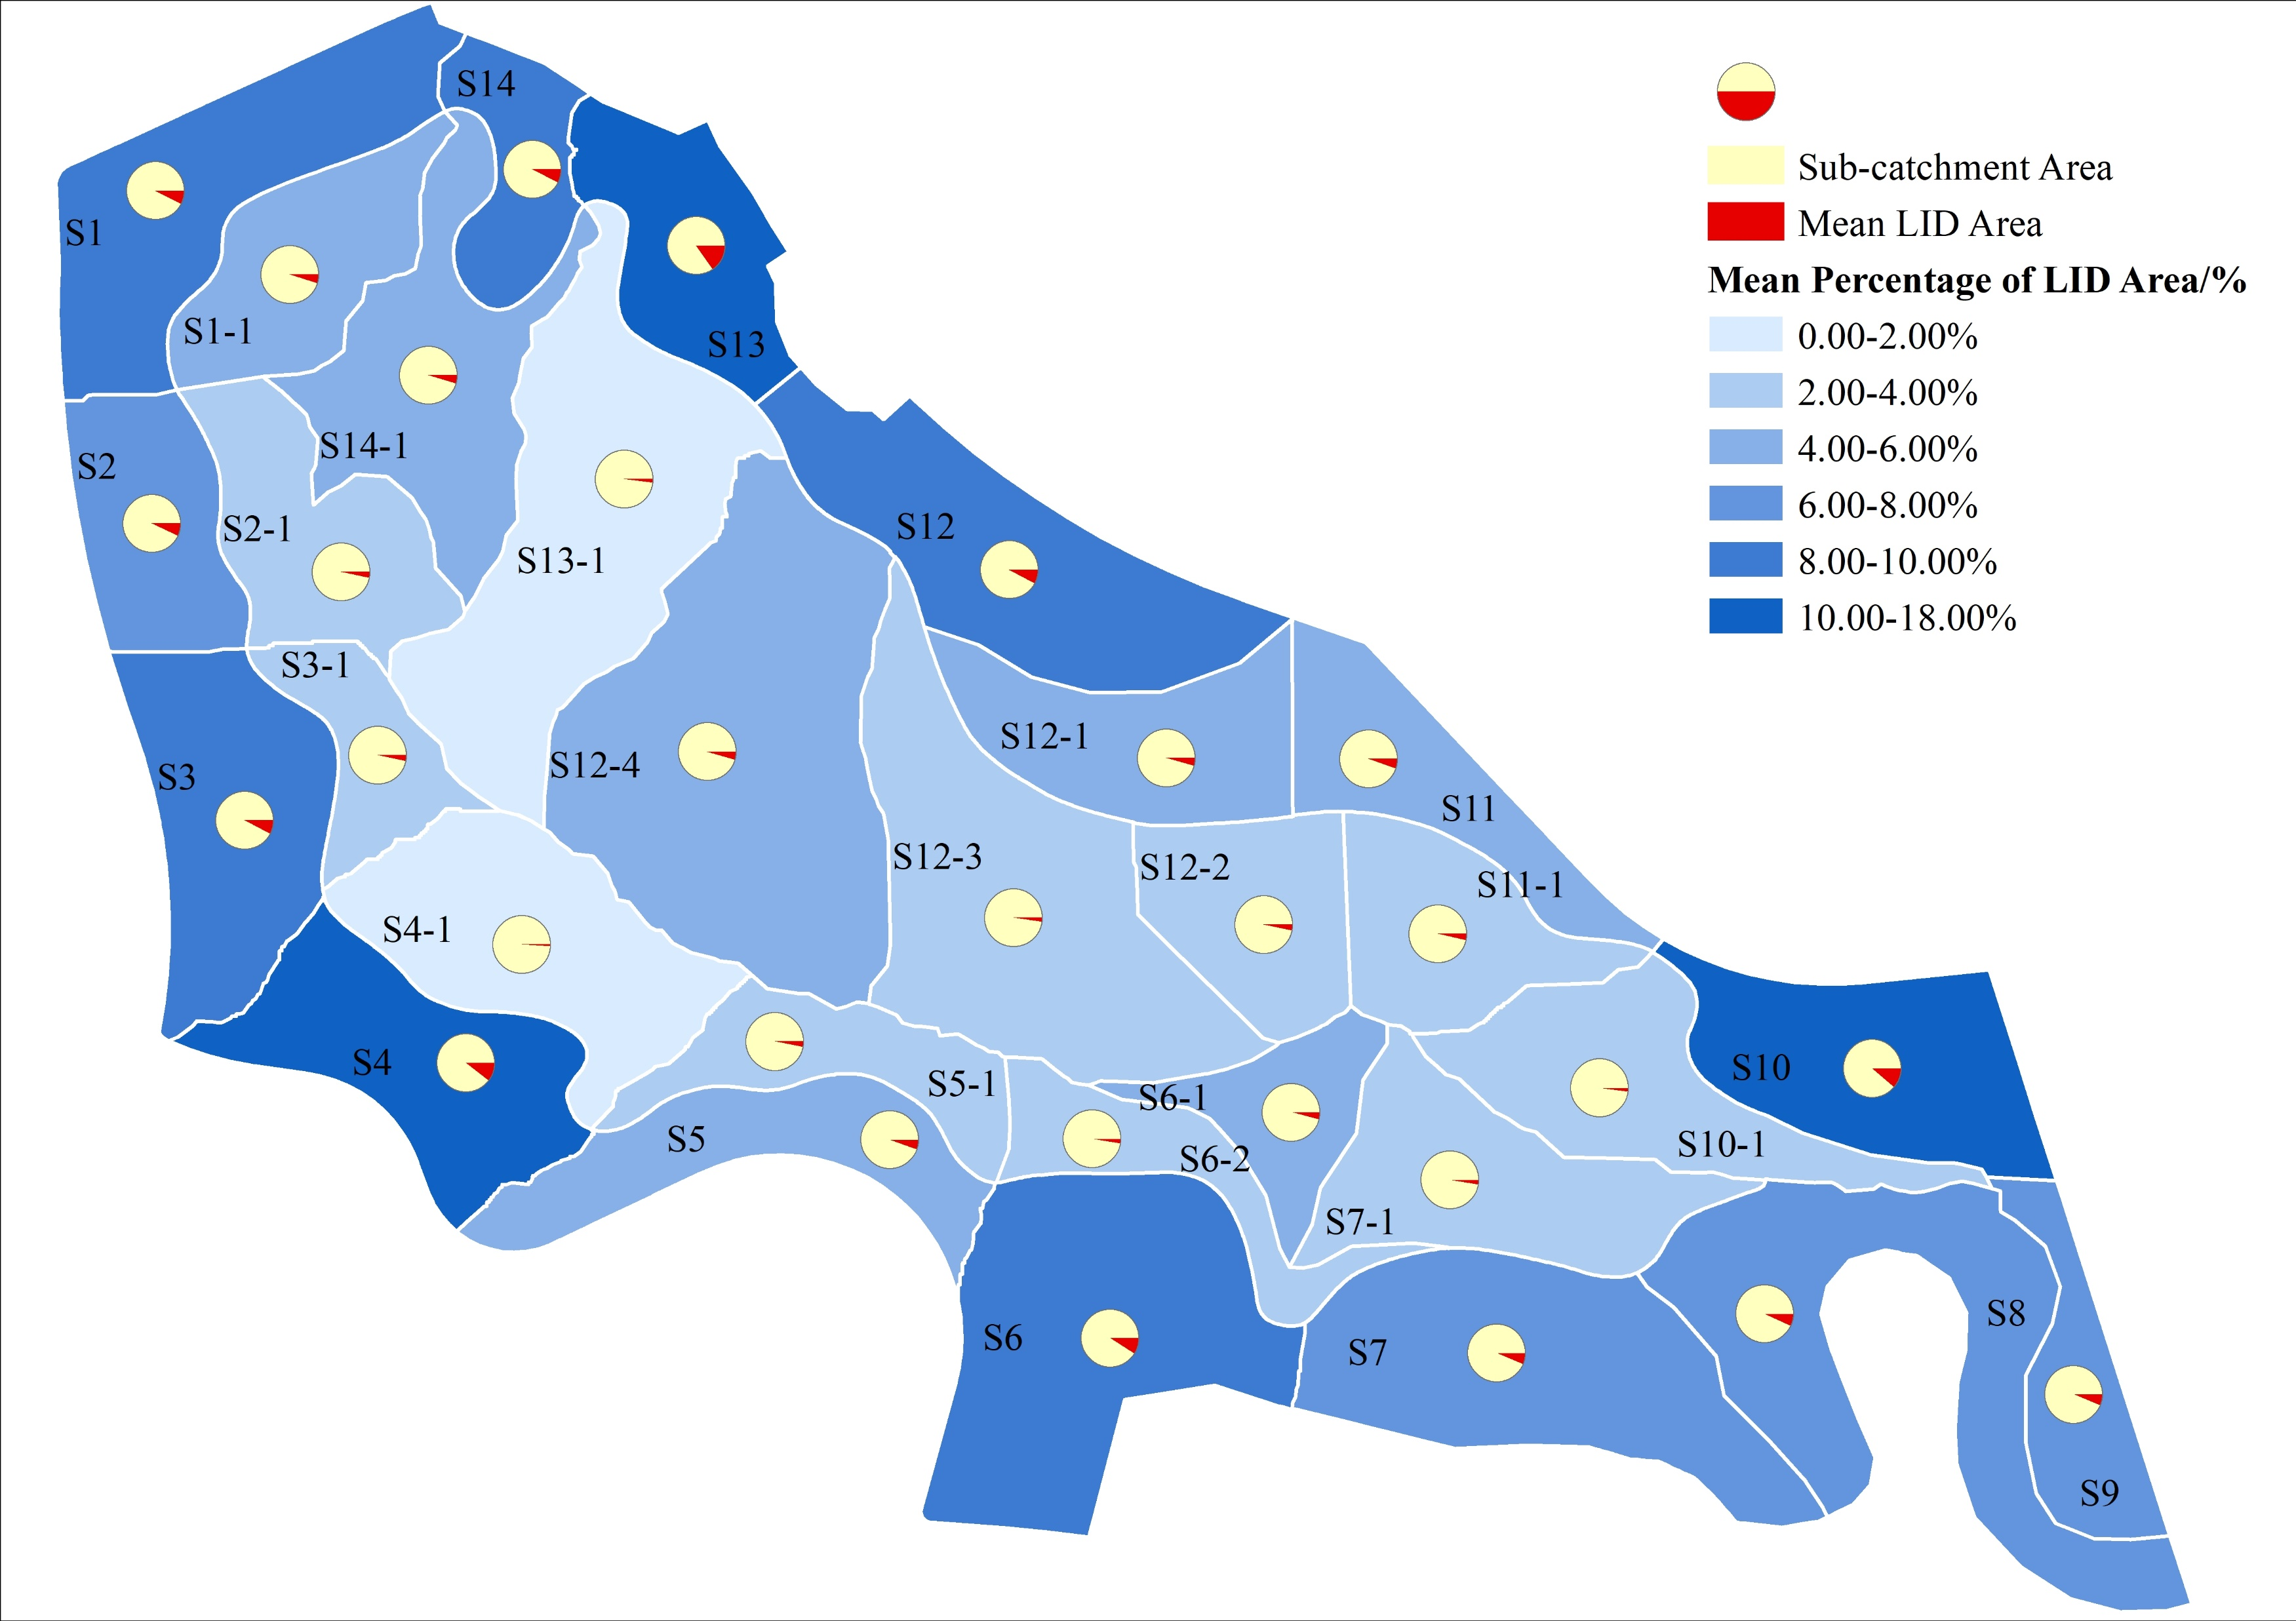 S14
S1
S1-1
S13
S14-1
S2
S2-1
S12
S13-1
S3-1
S12-1
S3
S12-4
S11
S12-3
S12-2
S11-1
S4-1
S4
S5-1
S10
S6-1
S5
S10-1
S6-2
S7-1
S8
S6
S7
S9
Sub-catchment Area
Mean LID Area
Mean Percentage of LID Area/%
0.00-2.00%
2.00-4.00%
4.00-6.00%
6.00-8.00%
8.00-10.00%
10.00-18.00%